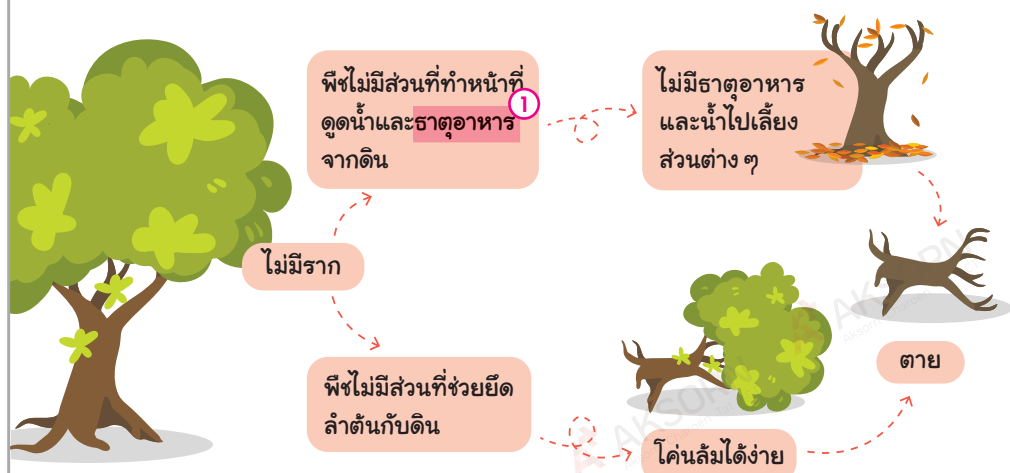 พืชไม่มีส่วนที่ทำหน้าที่
ดูดน้ำและธาตุอาหาร
จากดิน
1
ไม่มีธาตุอาหาร
และน้ำไปเลี้ยง
ส่วนต่าง ๆ
ไม่มีราก
พืชไม่มีส่วนที่ช่วยยึด
ลำต้นกับดิน
โค่นล้มได้ง่าย
ตาย
AKSORN
AKSORN